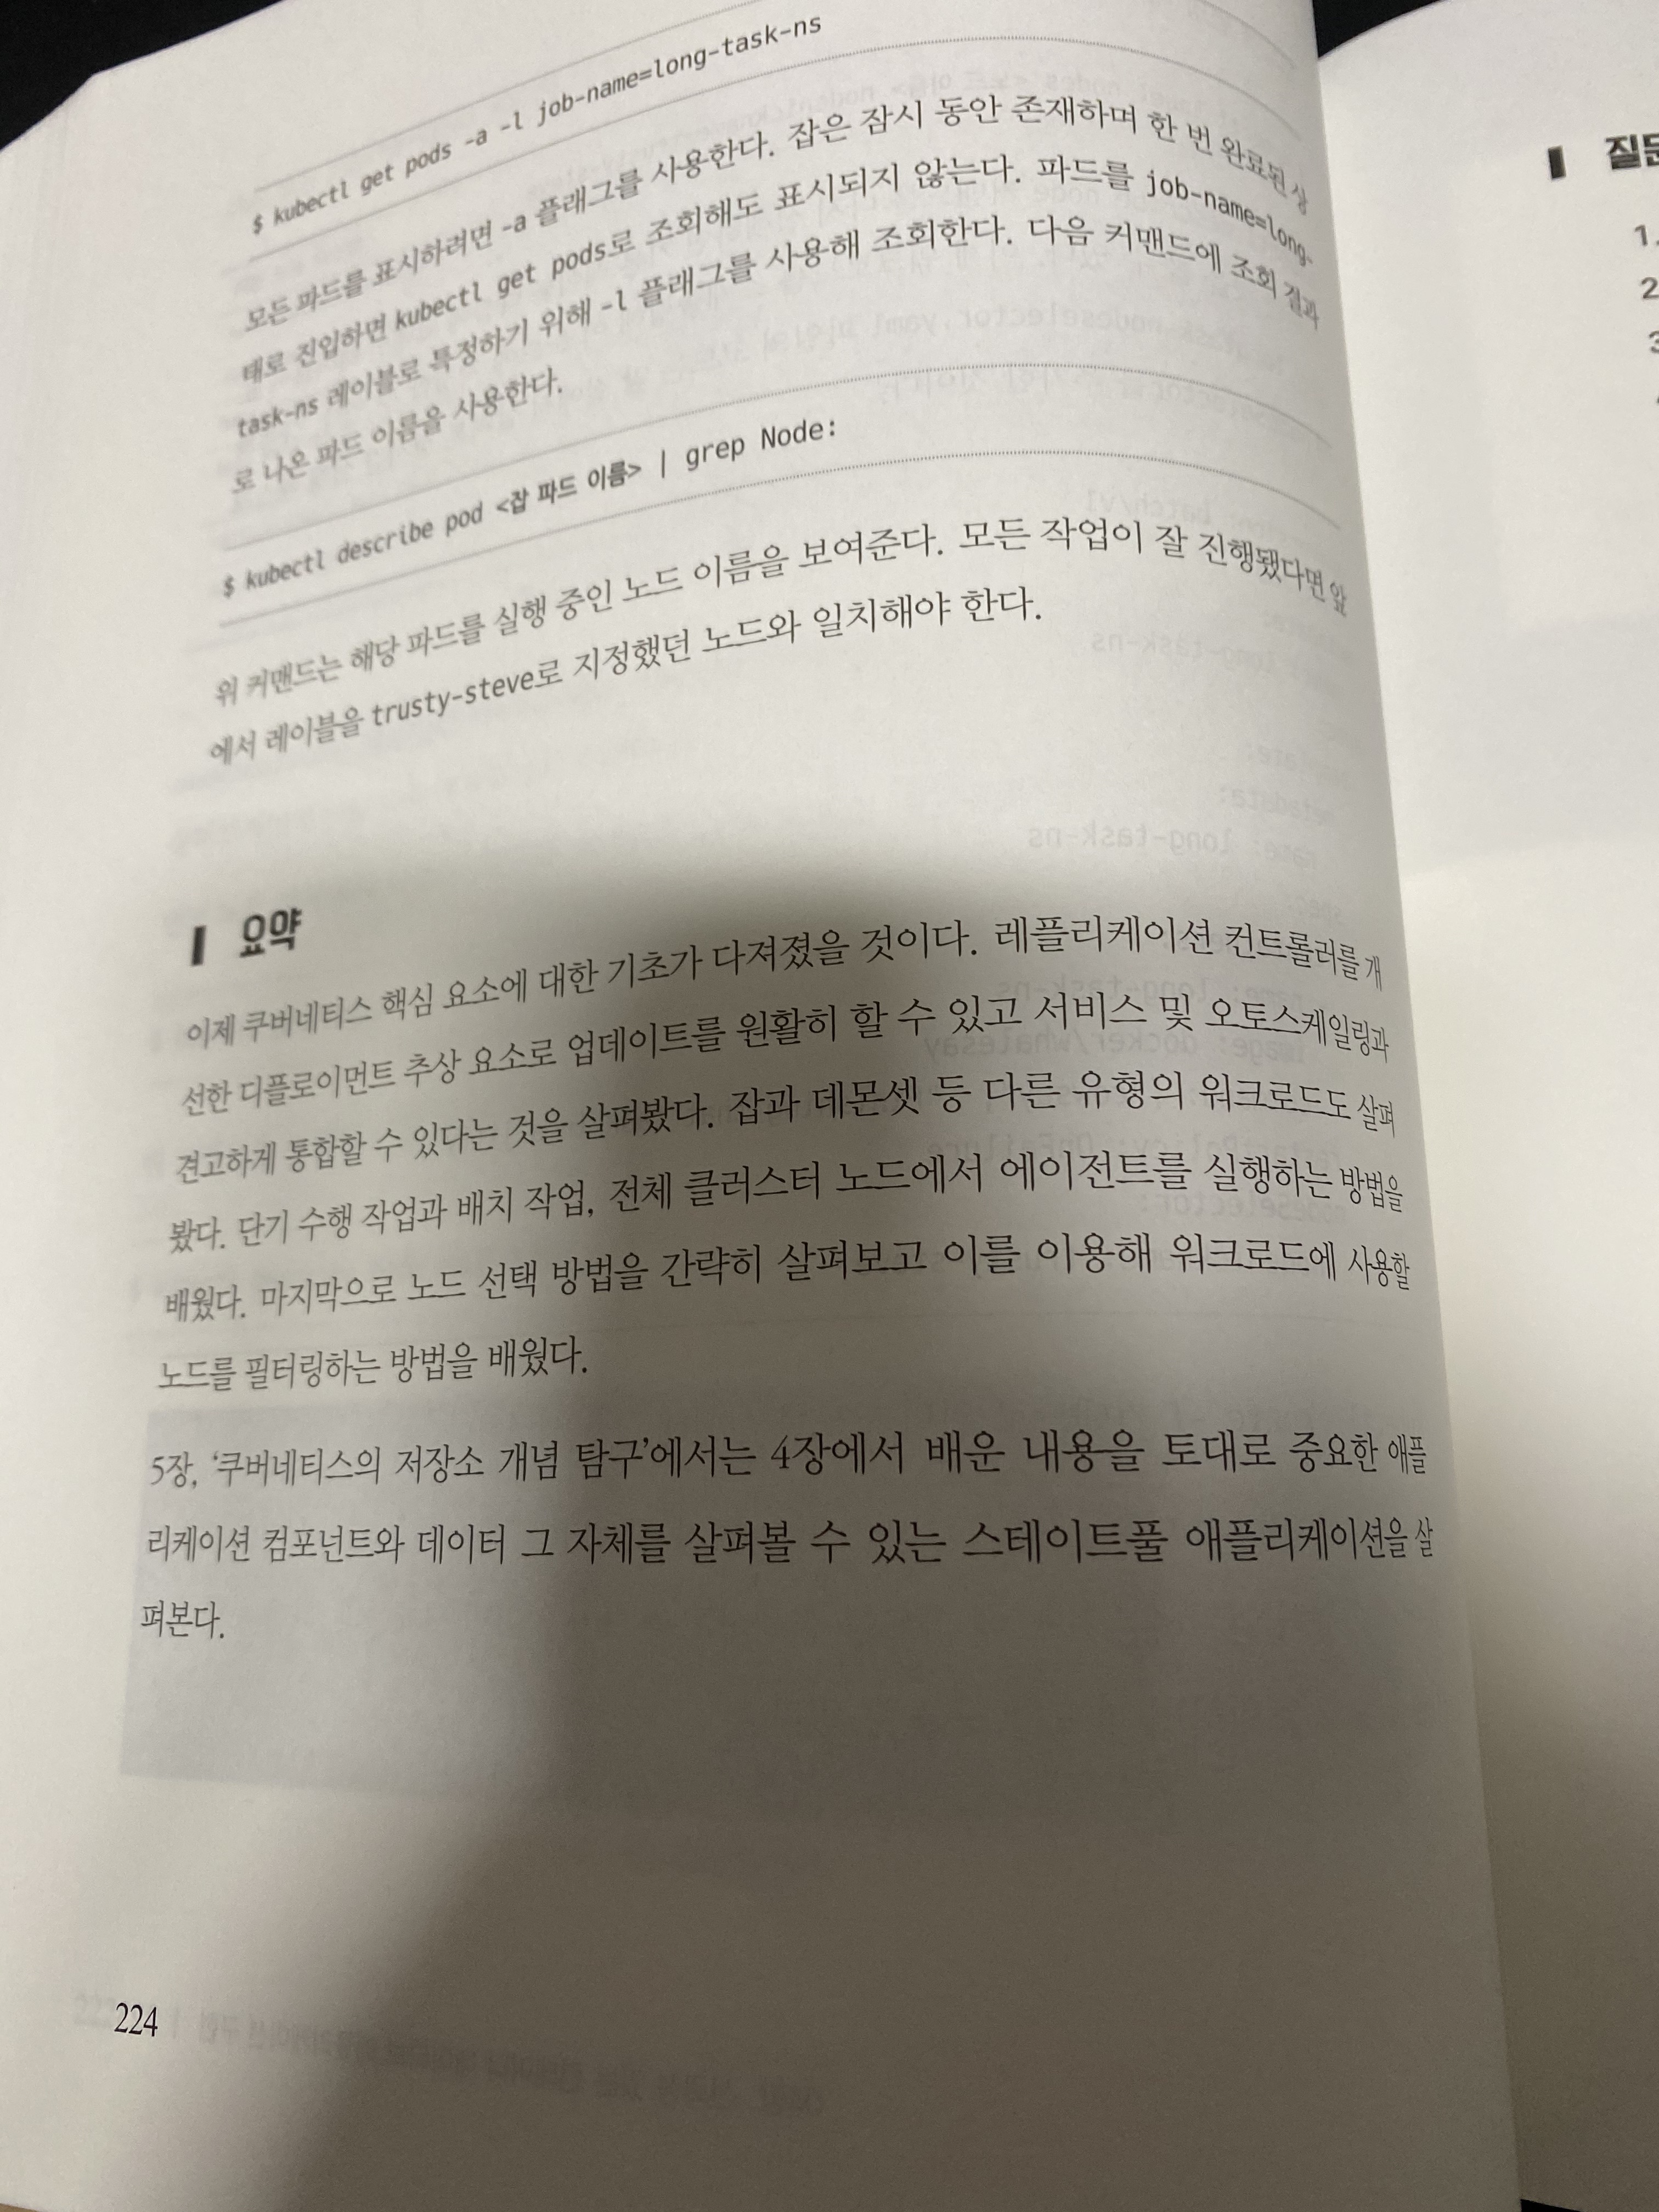 $ kubectl get pods -a -l job-name=long-task-ns
모든 파드를 표시하려면 -a 플래그를 사용한다. 잡은 잠시 동안 존재하며 한 번 완료된 상
태로 진입하면 kubectl get pods로 조회해도 표시되지 않는다. 파드를 job-name=long-
task-ns 레이블로 특정하기 위해 -l 플래그를 사용해 조회한다. 다음 커맨드에 조회 결과
로 나온 파드 이름을 사용한다.
$ kubectl describe pod <잡 파드 이름> | grep Node:
위 커맨드는 해당 파드를 실행 중인 노드 이름을 보여준다. 모든 작업이 잘 진행됐다면 앞
에서 레이블을 trusty-steve로 지정했던 노드와 일치해야 한다.
요약
이제 쿠버네티스 핵심 요소에 대한 기초가 다져졌을 것이다. 레플리케이션 컨트롤러를 개
선한 디플로이먼트 추상 요소로 업데이트를 원활히 할 수 있고 서비스 및 오토스케일링과
견고하게 통합할 수 있다는 것을 살펴봤다. 잡과 데몬셋 등 다른 유형의 워크로드도 살펴
봤다. 단기 수행 작업과 배치 작업, 전체 클러스터 노드에서 에이전트를 실행하는 방법을
배웠다. 마지막으로 노드 선택 방법을 간략히 살펴보고 이를 이용해 워크로드에 사용할
노드를 필터링하는 방법을 배웠다.
5장, ‘쿠버네티스의 저장소 개념 탐구’에서는 4장에서 배운 내용을 토대로 중요한 애플
리케이션 컴포넌트와 데이터 그 자체를 살펴볼 수 있는 스테이트풀 애플리케이션을 살
펴본다.
224
1.
2
3